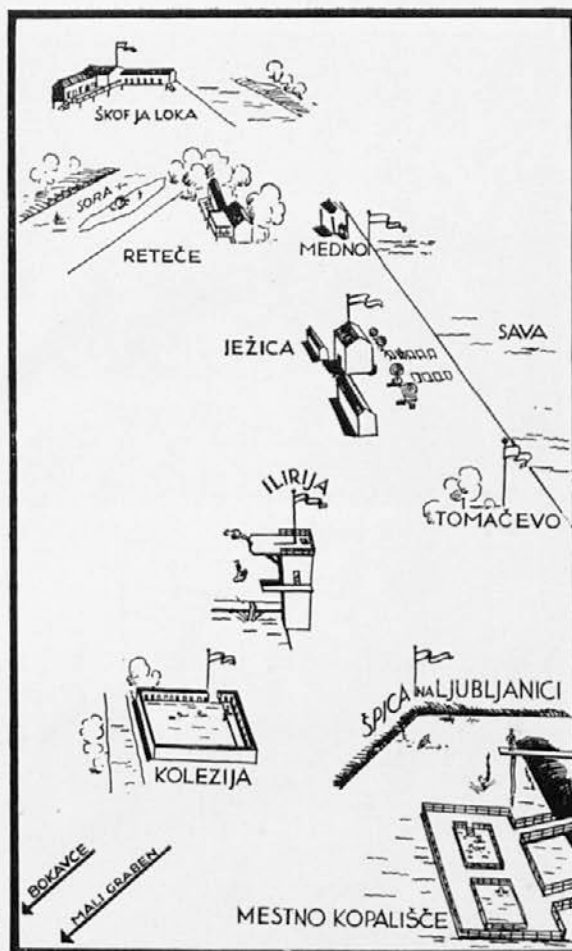 ŠKOFJA LOKA
SORA
RETEČE
MEDNO
SAVA
JEŽICA
TOMAČEVO
ILIRIJA
ŠPICA NA LJUBLJANICI
KOLEZIJA
BOKAVCE
MALI GRABEN
MESTNO KOPALIŠČE